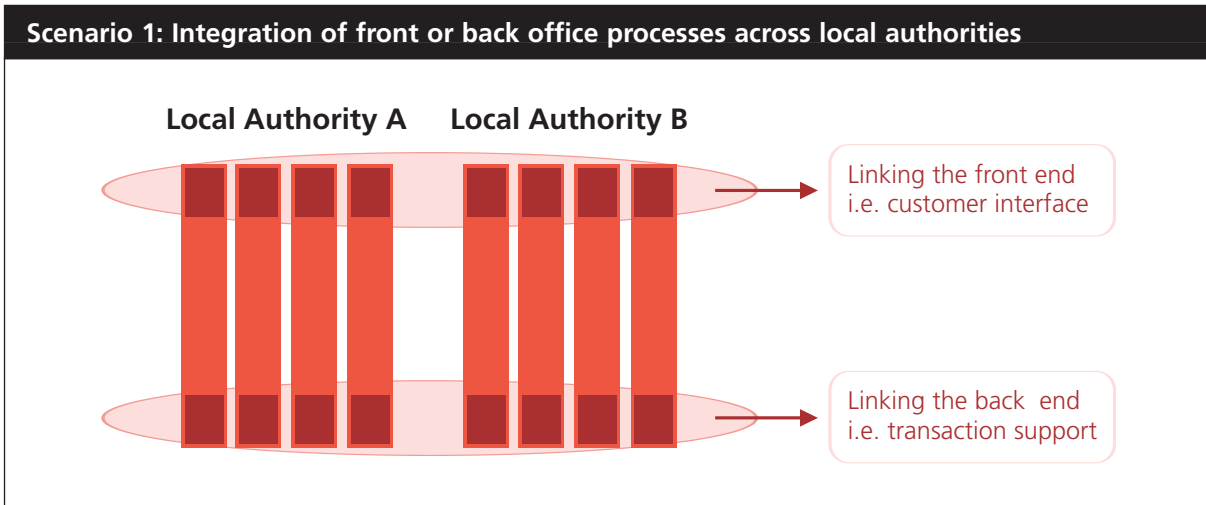 Scenario 1: Integration of front or back office processes across local authorities
Local Authority A
Local Authority B
Linking the front end
i.e. customer interface
Linking the back end
i.e. transaction support